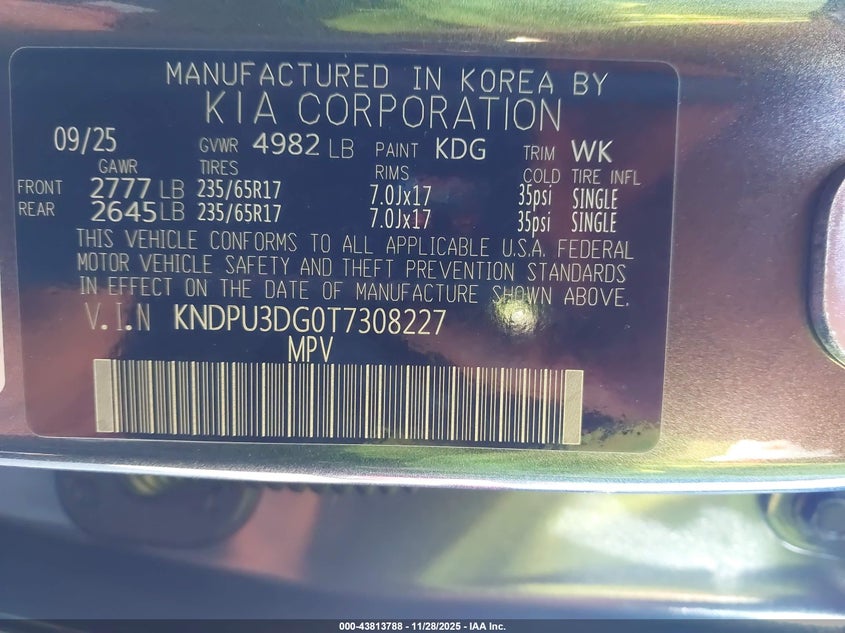 MANUFACTURED IN KOREA BY
KIA CORPORATION
09/25 GVWR 4982 LB PAINT KDG TRIM WK
GAWR TIRES RIMS COLD TIRE INFL
FRONT 2777 LB 235/65R17 7.0Jx17 35psi SINGLE
REAR 2645 LB 235/65R17 7.0Jx17 35psi SINGLE
THIS VEHICLE CONFORMS TO ALL APPLICABLE U.S.A. FEDERAL
MOTOR VEHICLE SAFETY AND THEFT PREVENTION STANDARDS
IN EFFECT ON THE DATE OF MANUFACTURE SHOWN ABOVE.
V.I.N KNDPU3DG0T7308227
MPV
000-43813788 - 11/28/2025 - IAA Inc.